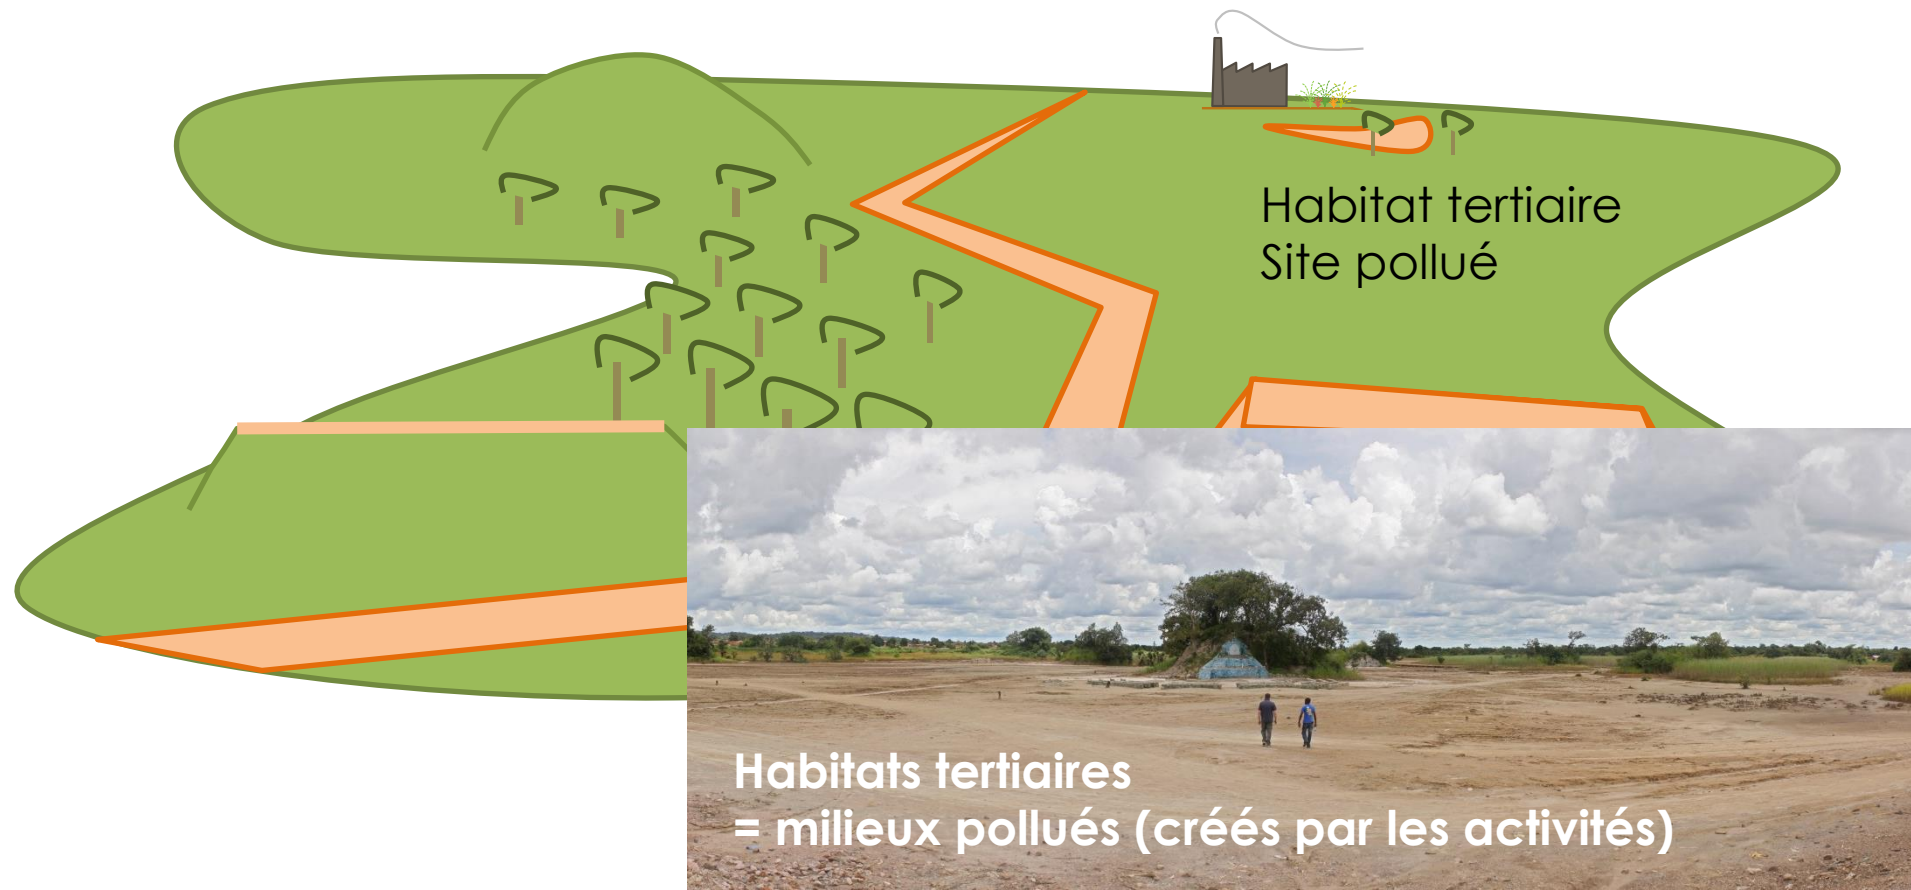 Habitat tertiaire
Site pollué
Habitats tertiaires
= milieux pollués (créés par les activités)